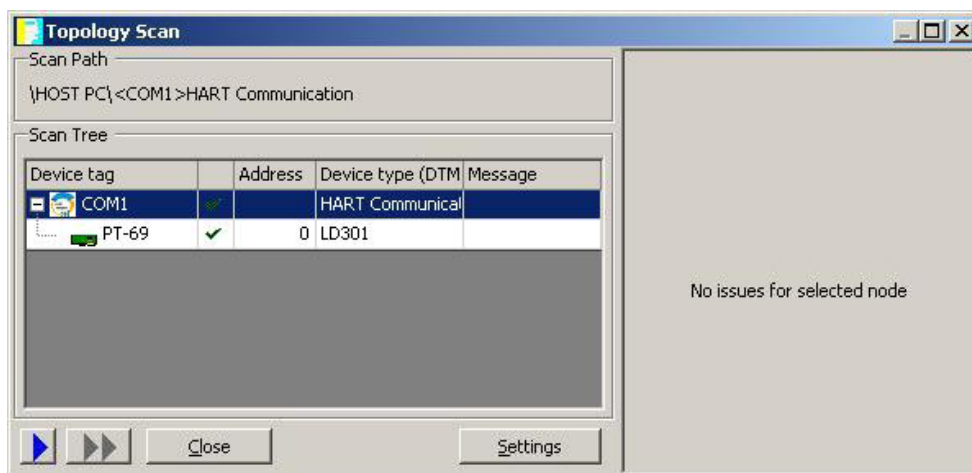 Topology Scan
Scan Path
\HOST PC\<COM1>HART Communication
Scan Tree
Device tag Address Device type (DTM Message
COM1 HART Communical
PT-69 0 LD301
No issues for selected node
Close Settings